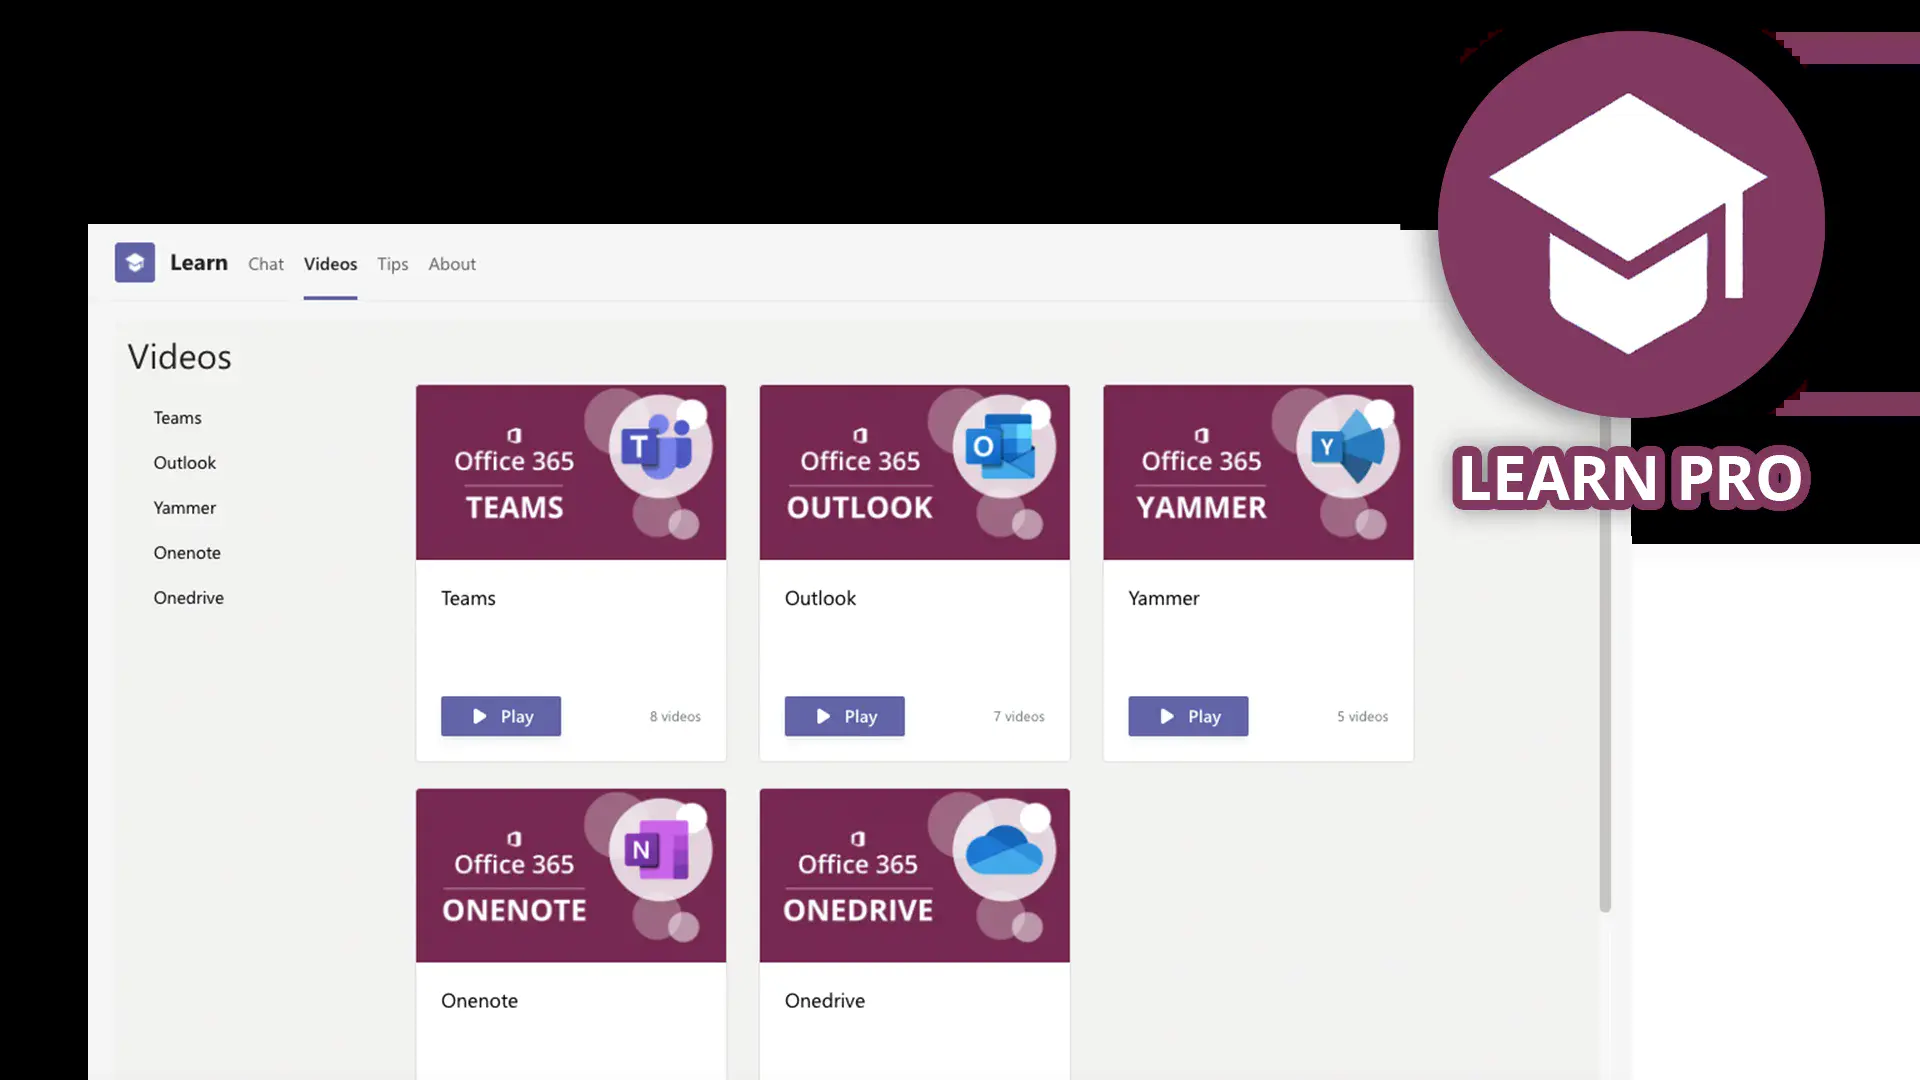 Learn Chat Videos Tips About
LEARN PRO
Videos
Teams
Outlook
Yammer
Onenote
Onedrive
Office 365
TEAMS
T
Teams
Play 8 videos
Office 365
OUTLOOK
O
Outlook
Play 7 videos
Office 365
YAMMER
Y
Yammer
Play 5 videos
Office 365
ONENOTE
N
Onenote
Office 365
ONEDRIVE
Onedrive